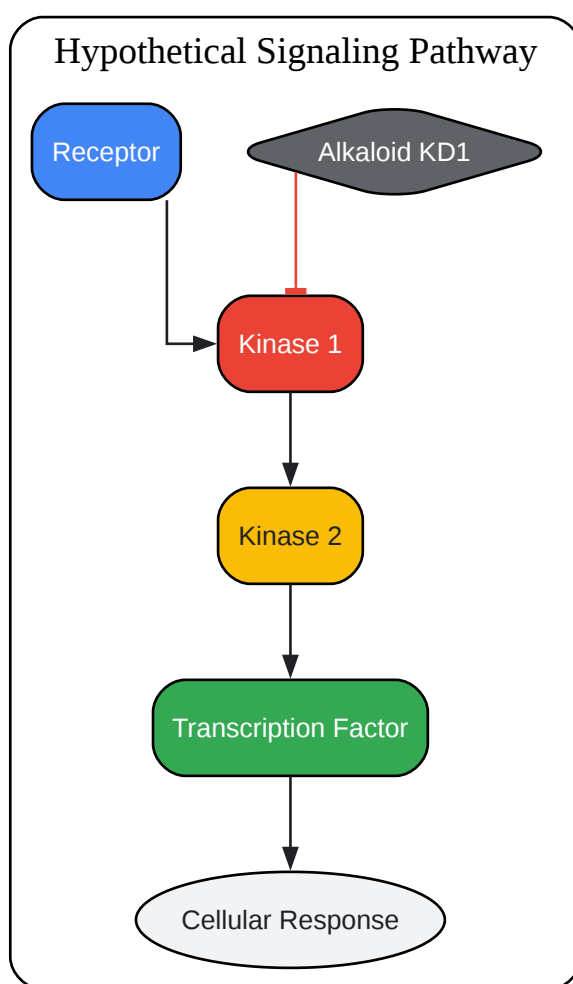 Hypothetical Signaling Pathway
Receptor
Alkaloid KD1
Kinase 1
Kinase 2
Transcription Factor
Cellular Response